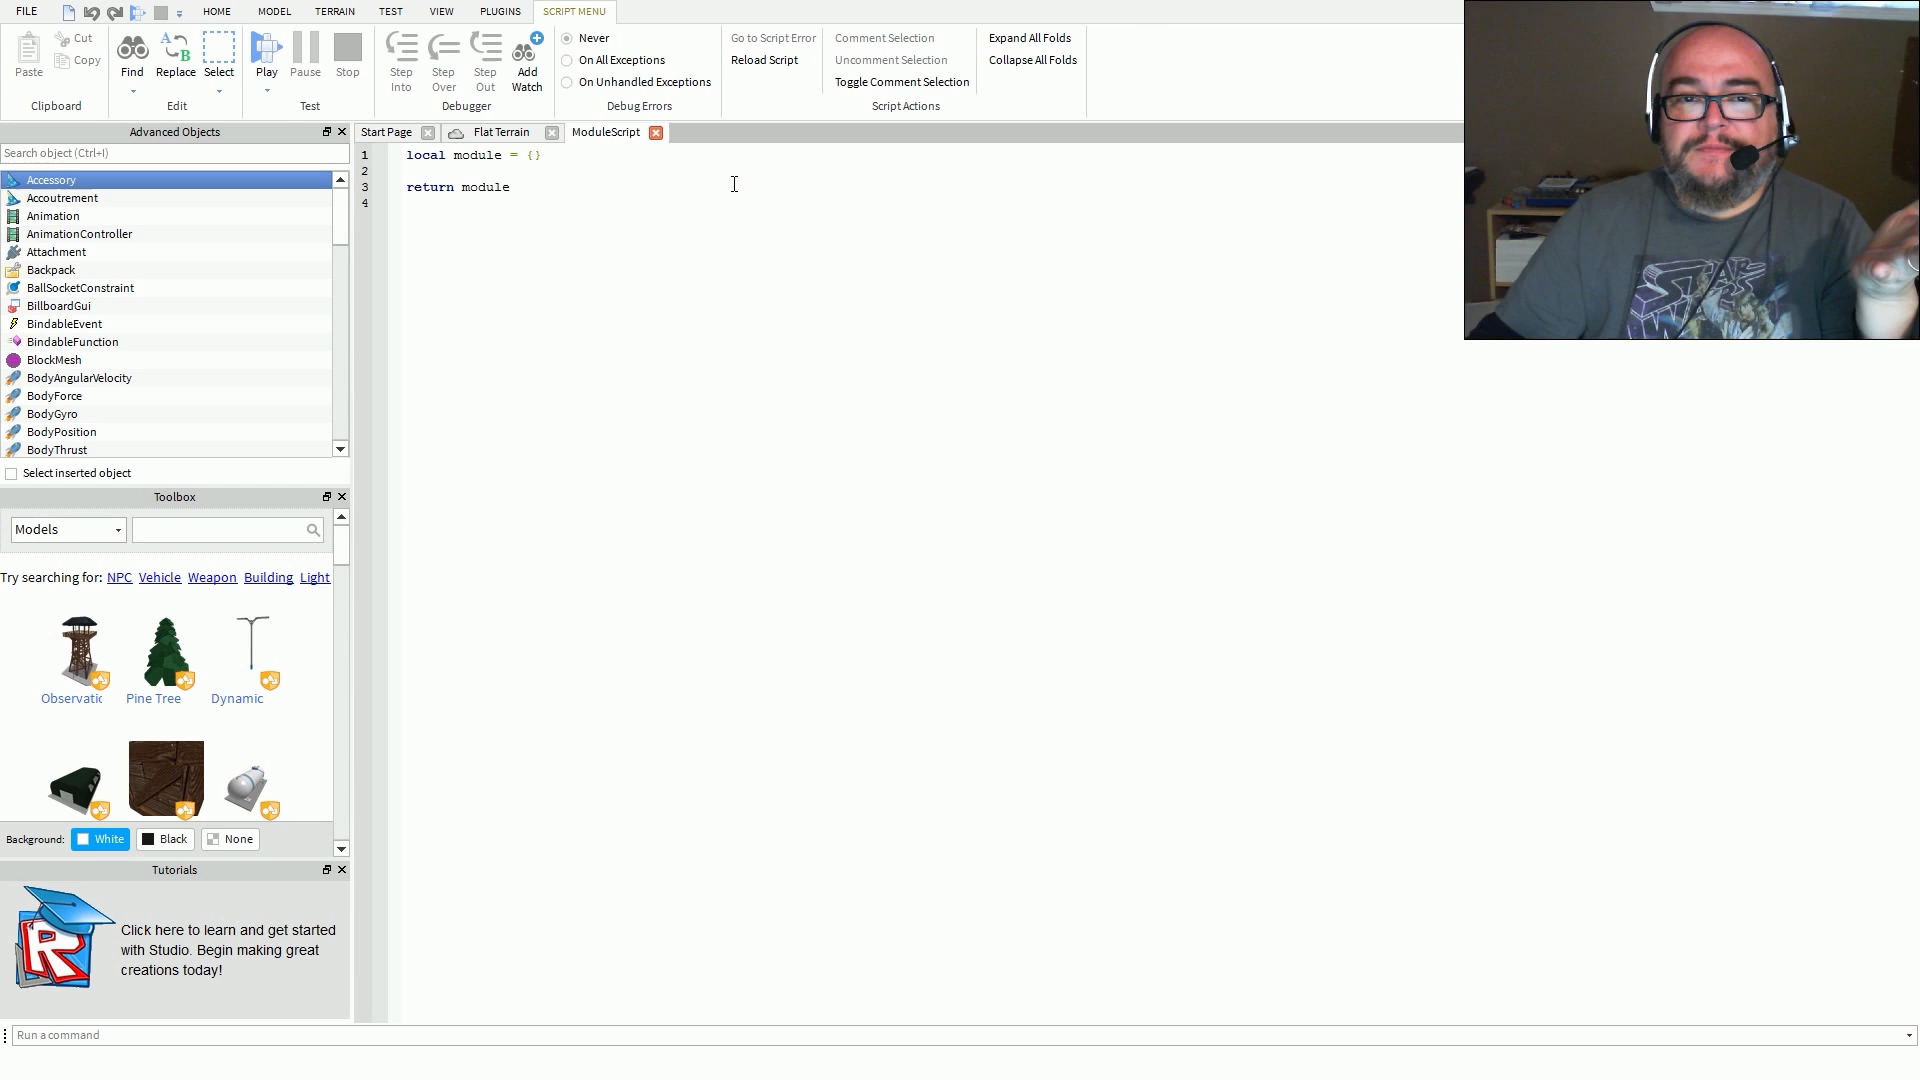 FILE HOME MODEL TERRAIN TEST VIEW PLUGINS SCRIPT MENU
Paste
Cut
Copy
Clipboard
Find
A
B
Replace
Select
Edit
Play
Pause
Stop
Test
Step Into
Step Over
Step Out
Add Watch
Debugger
Never
On All Exceptions
On Unhandled Exceptions
Debug Errors
Go to Script Error
Reload Script
Comment Selection
Uncomment Selection
Toggle Comment Selection
Script Actions
Expand All Folds
Collapse All Folds
Advanced Objects
Search object (Ctrl+I)
Accessory
Accoutrement
Animation
AnimationController
Attachment
Backpack
BallSocketConstraint
BillboardGui
BindableEvent
BindableFunction
BlockMesh
BodyAngularVelocity
BodyForce
BodyGyro
BodyPosition
BodyThrust
Select inserted object
Toolbox
Models
Try searching for: NPC Vehicle Weapon Building Light
Observatic Pine Tree Dynamic
Background: White Black None
Tutorials
R
Click here to learn and get started
with Studio. Begin making great
creations today!
Start Page Flat Terrain ModuleScript
1 local module = {}
2
3 return module
4
STAR
WA
Run a command